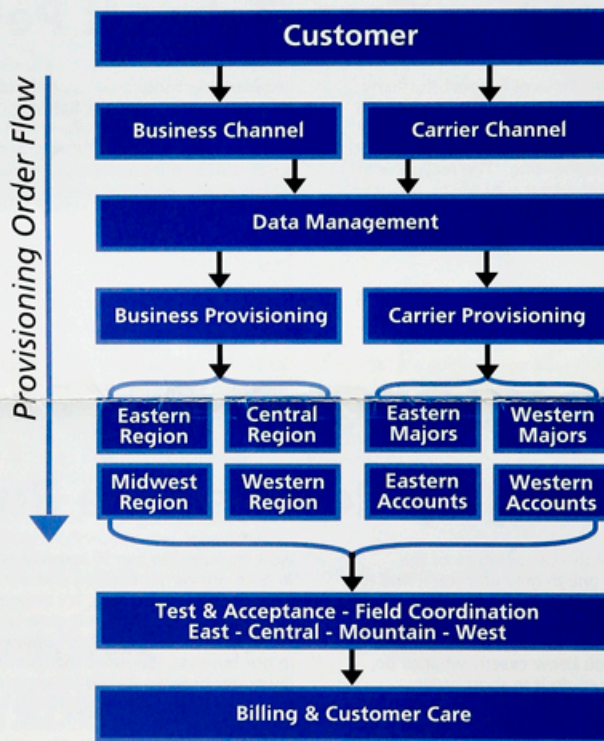 Customer
Provisioning Order Flow
Business Channel
Carrier Channel
Data Management
Business Provisioning
Carrier Provisioning
Eastern
Region
Central
Region
Eastern
Majors
Western
Majors
Midwest
Region
Western
Region
Eastern
Accounts
Western
Accounts
Test & Acceptance - Field Coordination
East - Central - Mountain - West
Billing & Customer Care